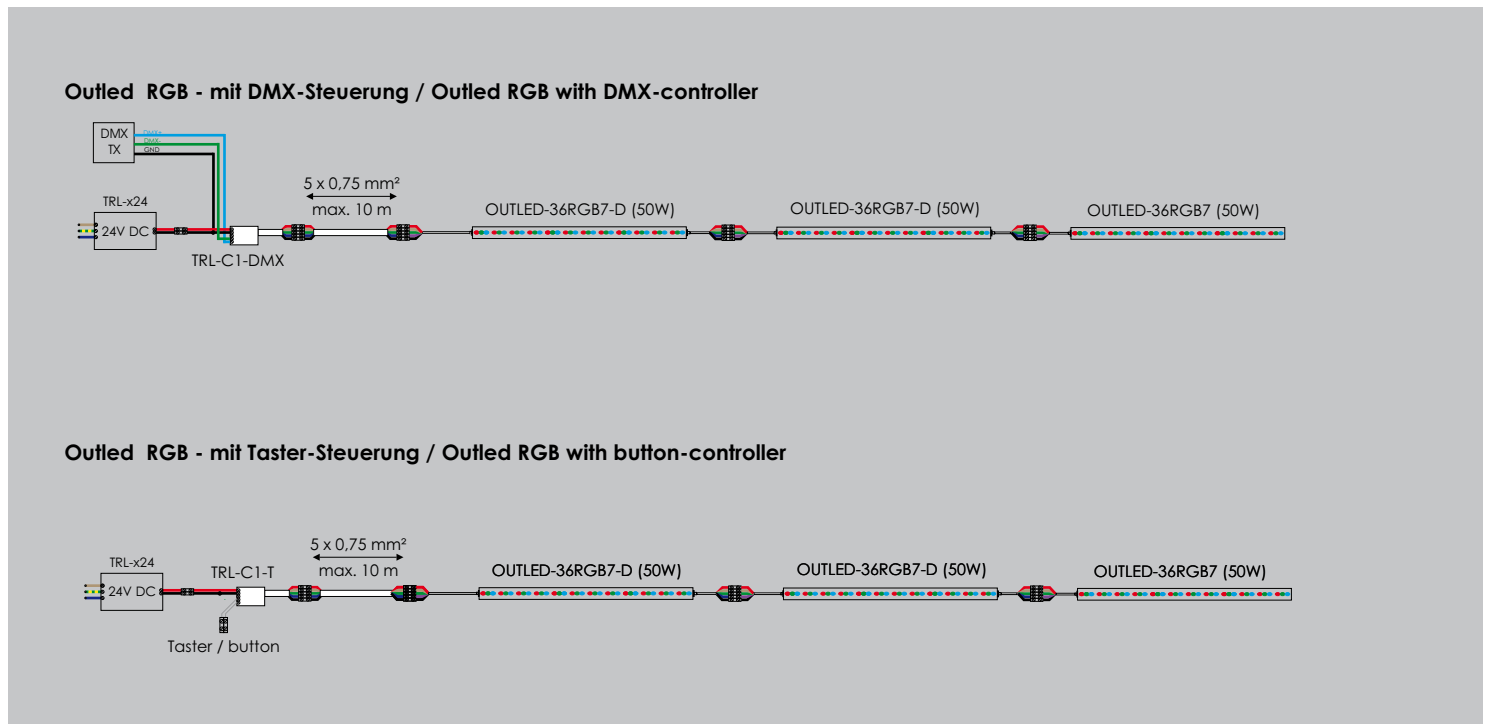 Outled RGB - mit DMX-Steuerung / Outled RGB with DMX-controller
DMX
TX
DMX+
DMX-
GND
TRL-x24
24V DC
TRL-C1-DMX
5 x 0,75 mm²
max. 10 m
OUTLED-36RGB7-D (50W)
OUTLED-36RGB7-D (50W)
OUTLED-36RGB7 (50W)
Outled RGB - mit Taster-Steuerung / Outled RGB with button-controller
TRL-x24
24V DC
TRL-C1-T
Taster / button
5 x 0,75 mm²
max. 10 m
OUTLED-36RGB7-D (50W)
OUTLED-36RGB7-D (50W)
OUTLED-36RGB7 (50W)